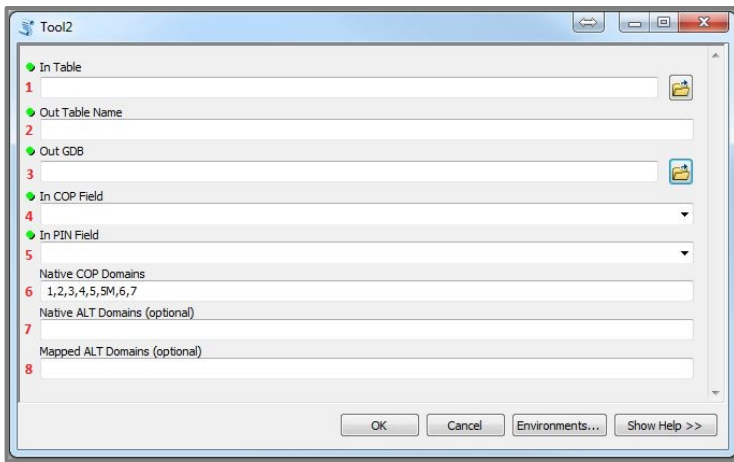 Tool2
In Table
1
Out Table Name
2
Out GDB
3
In COP Field
4
In PIN Field
5
Native COP Domains
6 1,2,3,4,5,5M,6,7
Native ALT Domains (optional)
7
Mapped ALT Domains (optional)
8
OK Cancel Environments... Show Help >>